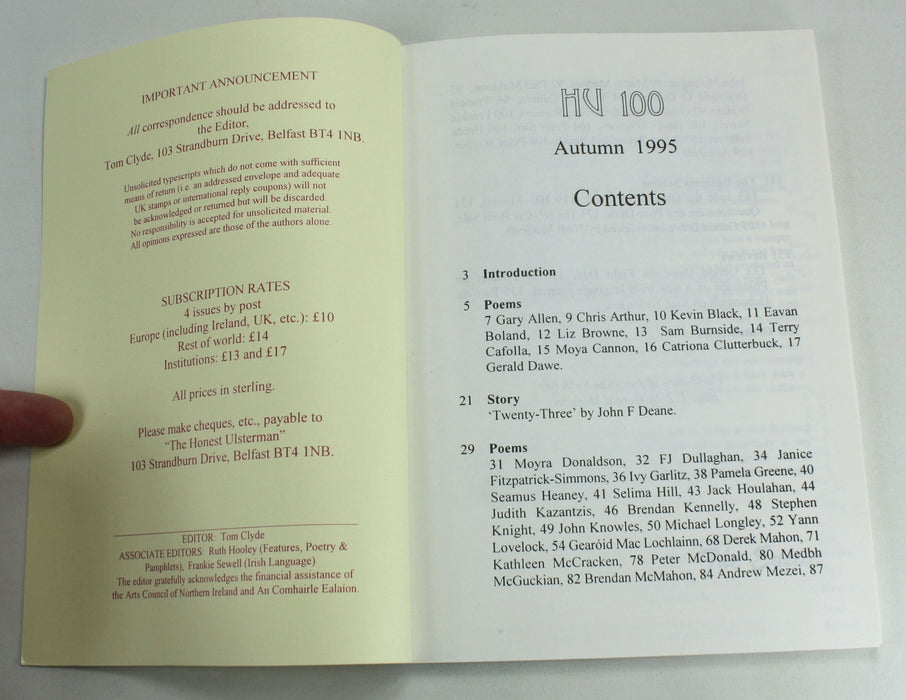 IMPORTANT ANNOUNCEMENT
All correspondence should be addressed to
the Editor,
Tom Clyde, 103 Strandburn Drive, Belfast BT4 1NB.
Unsolicited typescripts which do not come with sufficient
means of return (i.e. an addressed envelope and adequate
UK stamps or international reply coupons) will not
be acknowledged or returned but will be discarded.
No responsibility is accepted for unsolicited material.
All opinions expressed are those of the authors alone.
SUBSCRIPTION RATES
4 issues by post
Europe (including Ireland, UK, etc.): £10
Rest of world: £14
Institutions: £13 and £17
All prices in sterling.
Please make cheques, etc., payable to
"The Honest Ulsterman"
103 Strandburn Drive, Belfast BT4 1NB.
EDITOR: Tom Clyde
ASSOCIATE EDITORS: Ruth Hooley (Features, Poetry &
Pamphlets), Frankie Sewell (Irish Language)
The editor gratefully acknowledges the financial assistance of
the Arts Council of Northern Ireland and An Comhairle Ealaion.
HU 100
Autumn 1995
Contents
3 Introduction
5 Poems
7 Gary Allen, 9 Chris Arthur, 10 Kevin Black, 11 Eavan
Boland, 12 Liz Browne, 13 Sam Burnside, 14 Terry
Cafolla, 15 Moya Cannon, 16 Catriona Clutterbuck, 17
Gerald Dawe.
21 Story
'Twenty-Three' by John F Deane.
29 Poems
31 Moyra Donaldson, 32 FJ Dullaghan, 34 Janice
Fitzpatrick-Simmons, 36 Ivy Garlitz, 38 Pamela Greene, 40
Seamus Heaney, 41 Selima Hill, 43 Jack Houlahan, 44
Judith Kazantzis, 46 Brendan Kennelly, 48 Stephen
Knight, 49 John Knowles, 50 Michael Longley, 52 Yann
Lovelock, 54 Gearóid Mac Lochlainn, 68 Derek Mahon, 71
Kathleen McCracken, 78 Peter McDonald, 80 Medbh
McGuckian, 82 Brendan McMahon, 84 Andrew Mezei, 87